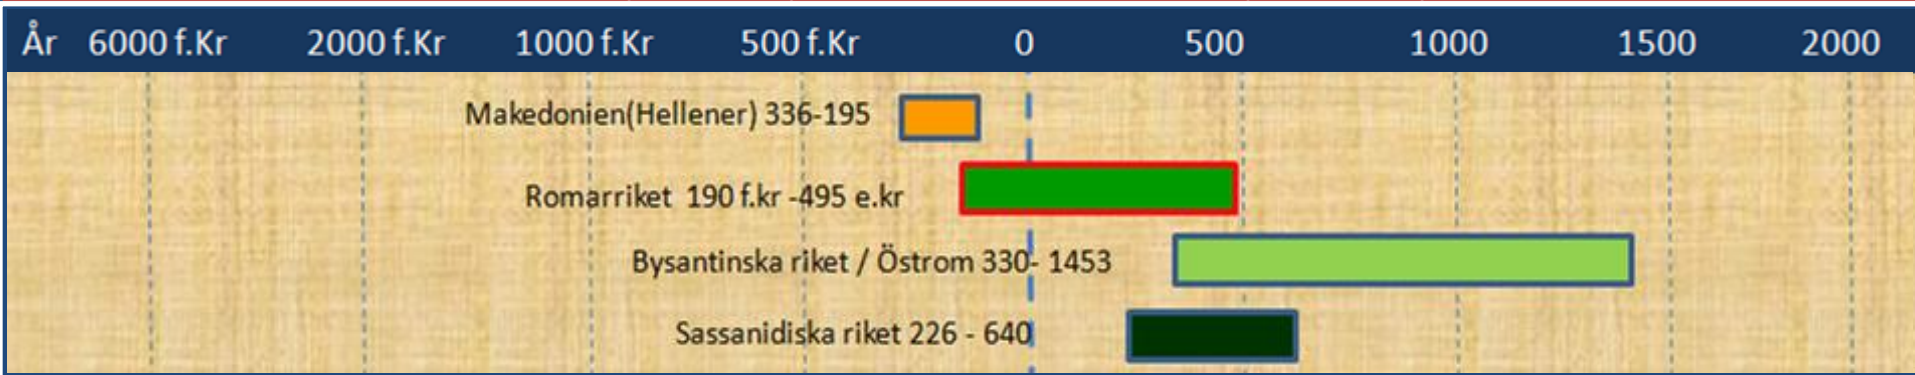 År 6000 f.Kr 2000 f.Kr 1000 f.Kr 500 f.Kr 0 500 1000 1500 2000
Makedonien(Hellener) 336-195
Romarriket 190 f.kr -495 e.kr
Bysantinska riket / Östrom 330- 1453
Sassanidiska riket 226 - 640